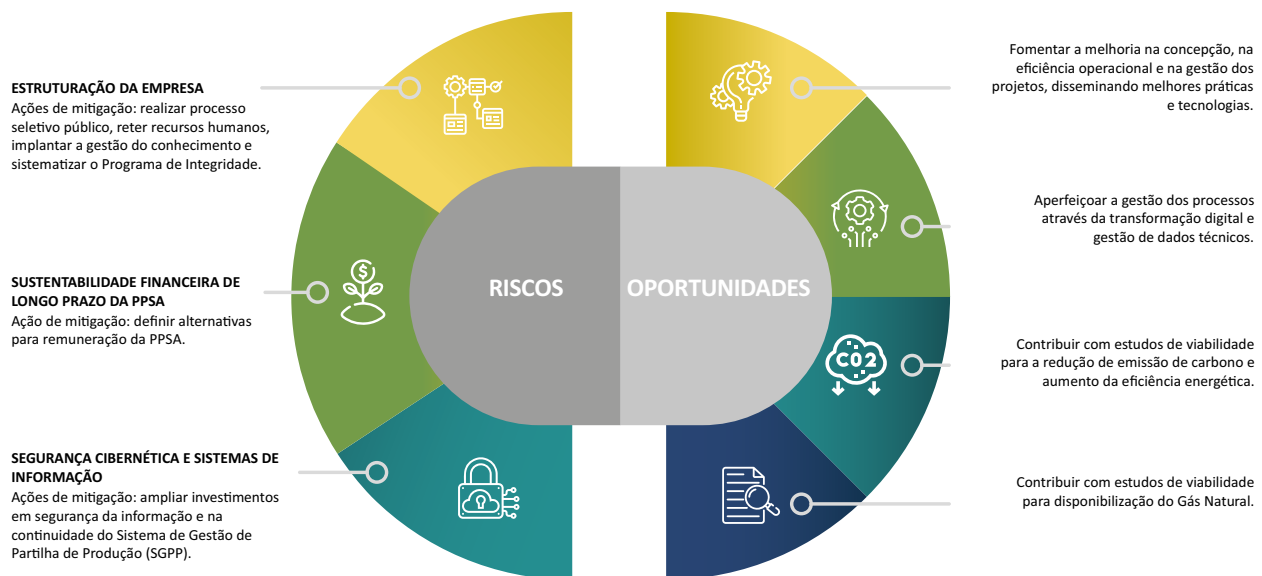 ESTRUTURAÇÃO DA EMPRESA
Ações de mitigação: realizar processo
seletivo público, reter recursos humanos,
implantar a gestão do conhecimento e
sistematizar o Programa de Integridade.
SUSTENTABILIDADE FINANCEIRA DE
LONGO PRAZO DA PPSA
Ação de mitigação: definir alternativas
para remuneração da PPSA.
SEGURANÇA CIBERNÉTICA E SISTEMAS DE
INFORMAÇÃO
Ações de mitigação: ampliar investimentos
em segurança da informação e na
continuidade do Sistema de Gestão de
Partilha de Produção (SGPP).
RISCOS
OPORTUNIDADES
Fomentar a melhoria na concepção, na
eficiência operacional e na gestão dos
projetos, disseminando melhores práticas
e tecnologias.
Aperfeiçoar a gestão dos processos
através da transformação digital e
gestão de dados técnicos.
CO2
Contribuir com estudos de viabilidade
para a redução de emissão de carbono e
aumento da eficiência energética.
Contribuir com estudos de viabilidade
para disponibilização do Gás Natural.